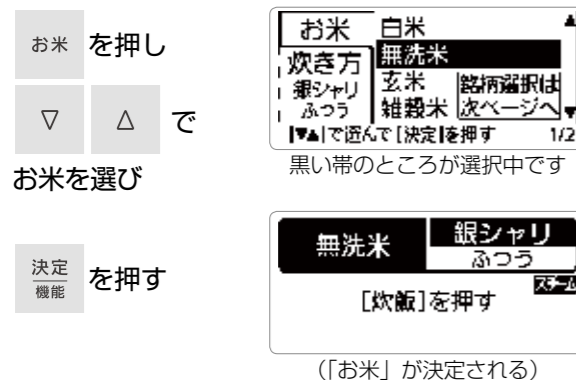 お米 を押し
▽ △ で
お米を選び
お米 白米 ▲
炊き方 無洗米
銀シャリ 玄米 銘柄選択は
ふつう 雑穀米 次ページへ ▼
[▼▲]で選んで[決定]を押す 1/2
黒い帯のところが選択中です
決定
機能
を押す
無洗米 銀シャリ
ふつう
スチーム
[炊飯]を押す
(「お米」が決定される)